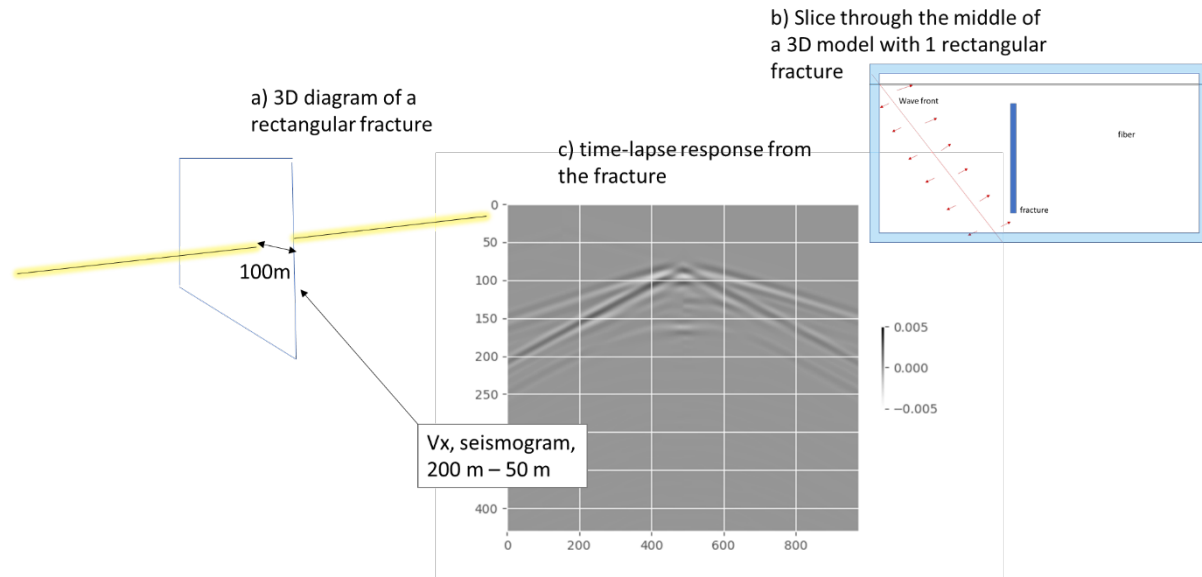 a) 3D diagram of a
rectangular fracture
100m
Vx, seismogram,
200 m – 50 m
c) time-lapse response from
the fracture
0
50
100
150
200
250
400
0
200
400
600
800
0.005
0.000
−0.005
b) Slice through the middle of
a 3D model with 1 rectangular
fracture
Wave front
fiber
fracture